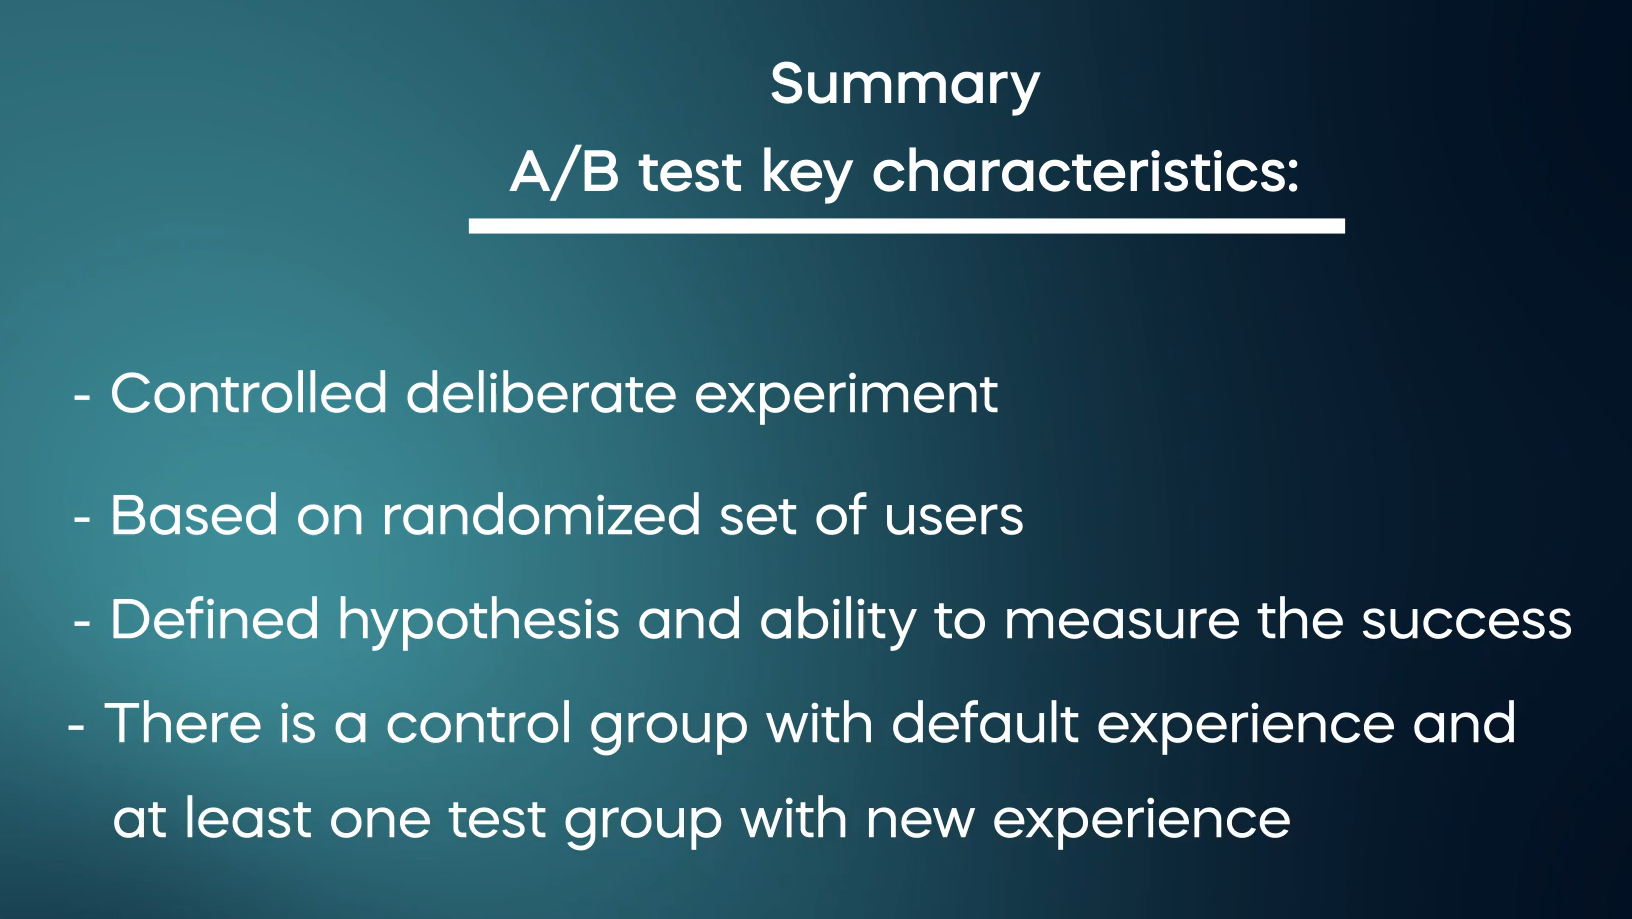 Summary
A/B test key characteristics:
- Controlled deliberate experiment
- Based on randomized set of users
- Defined hypothesis and ability to measure the success
- There is a control group with default experience and
at least one test group with new experience